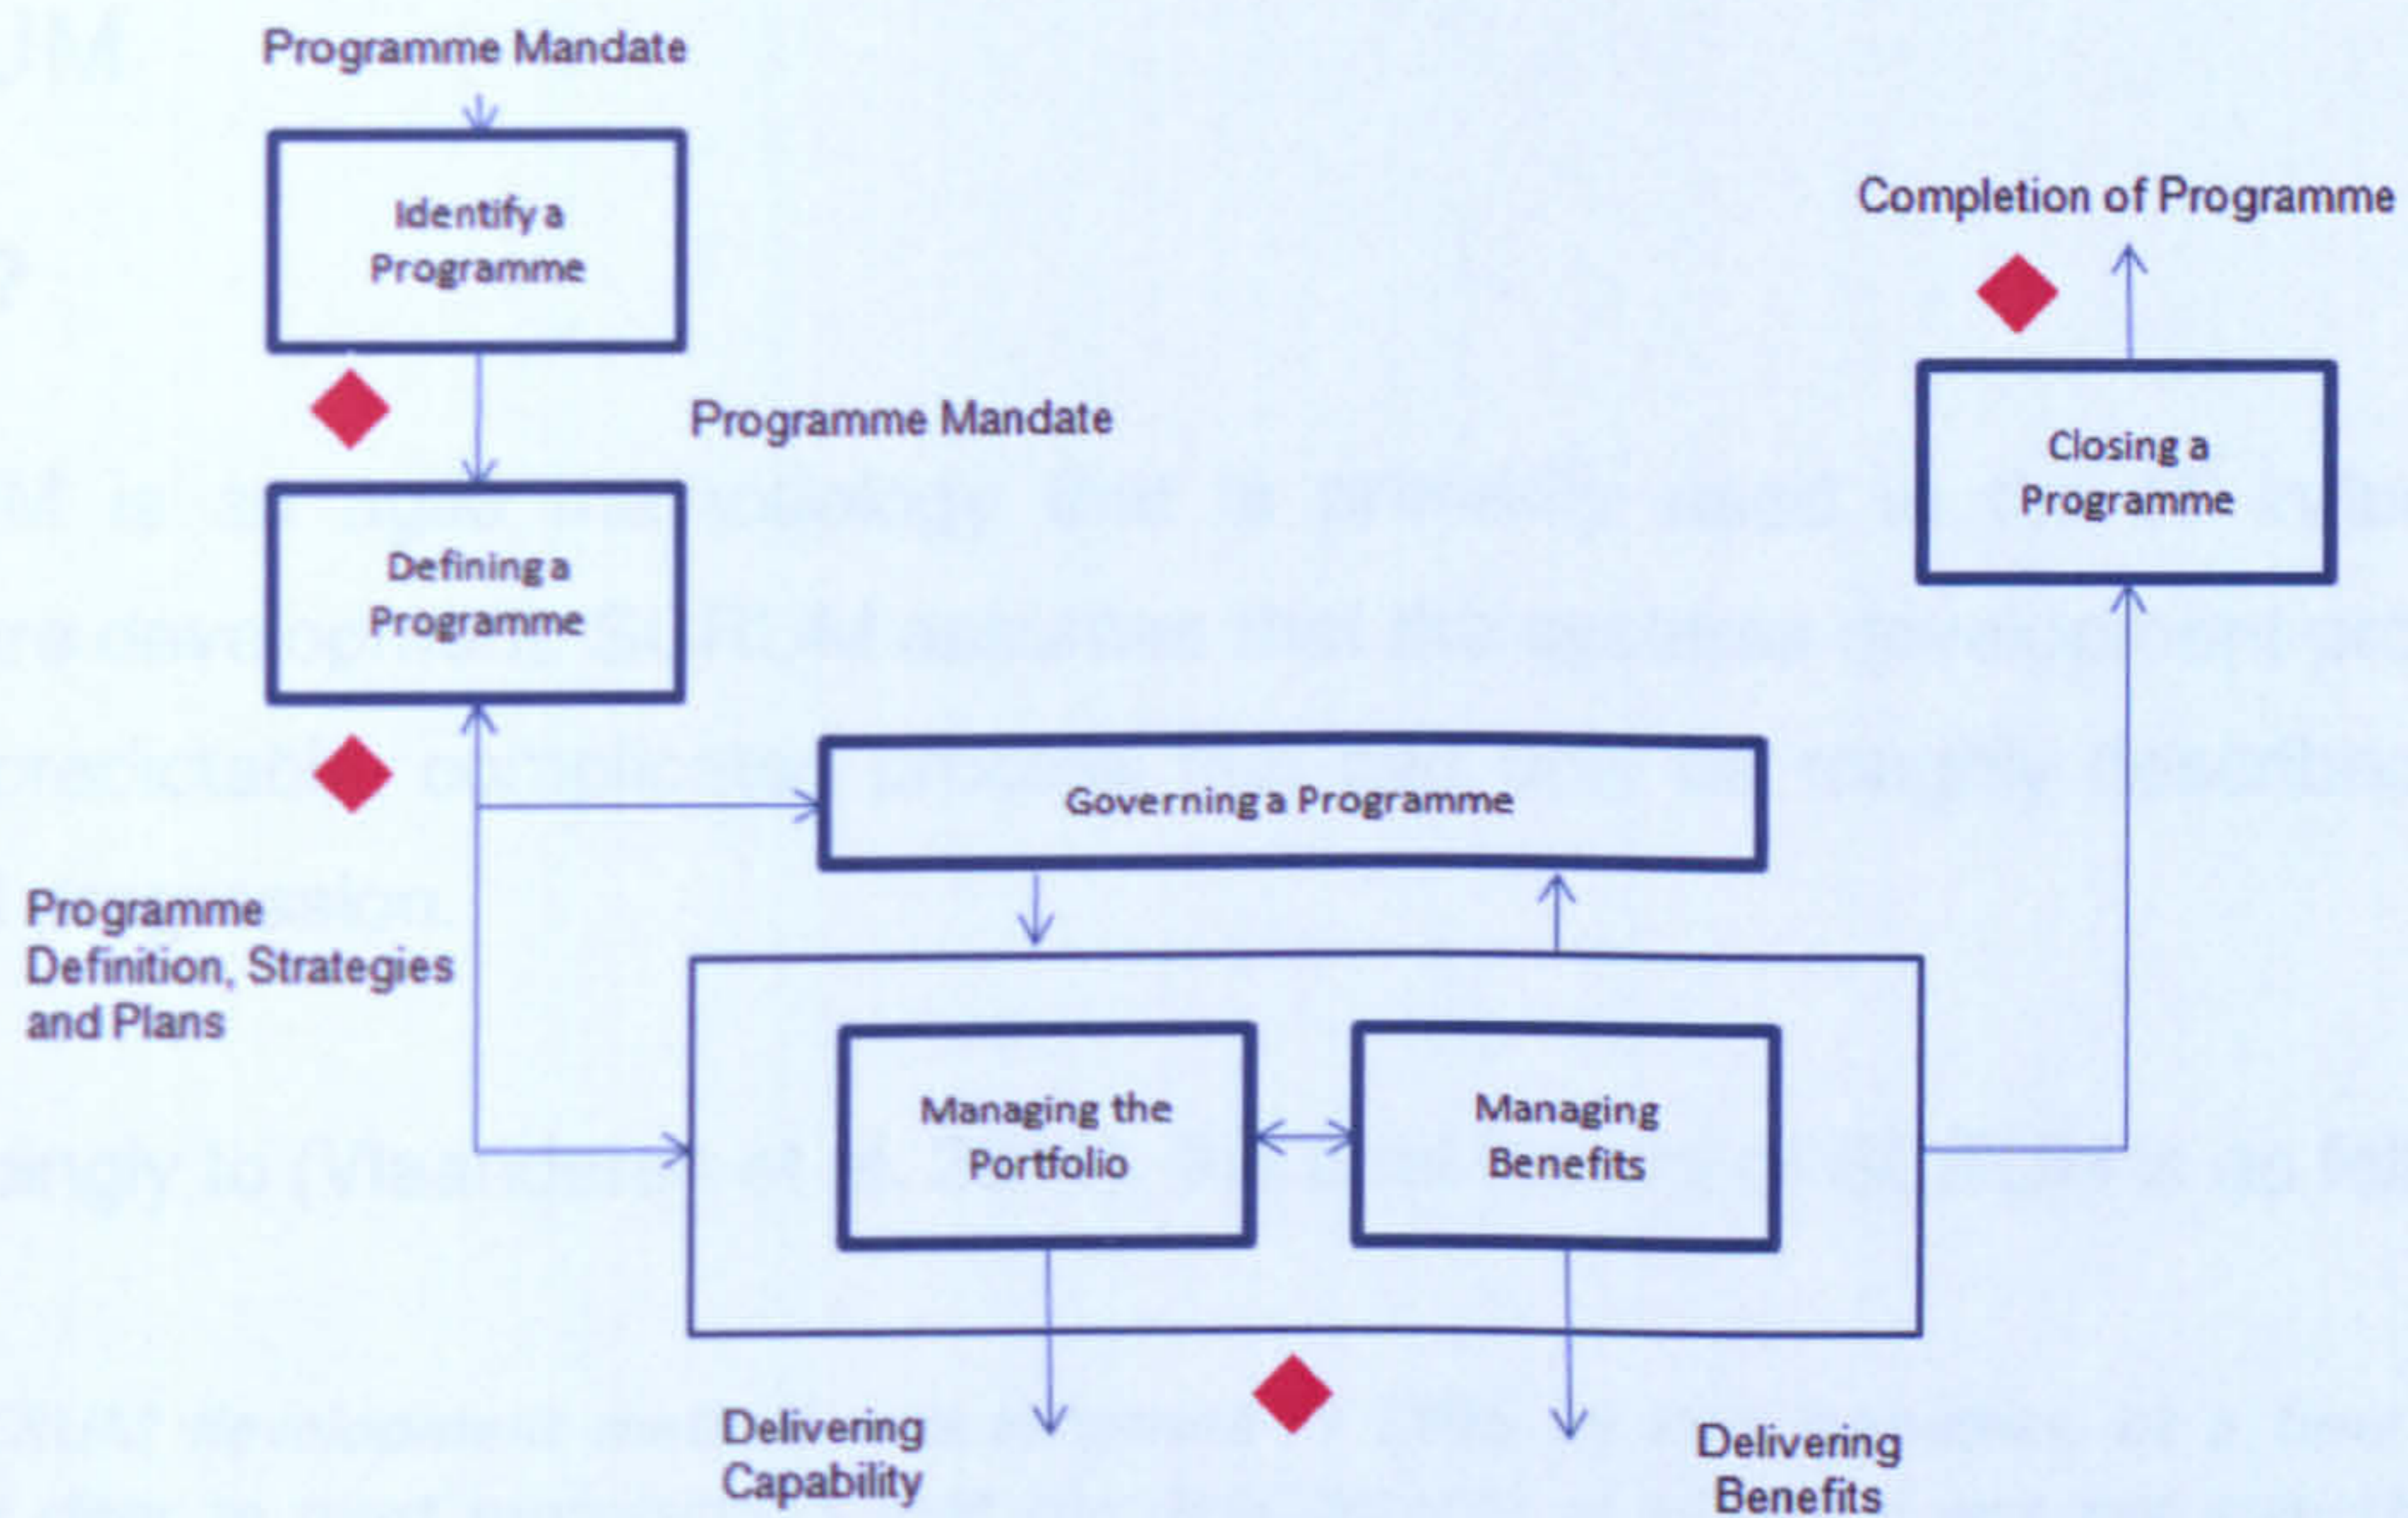 Programme Mandate
Identify a
Programme
Programme Mandate
Defining a
Programme
Programme
Definition, Strategies
and Plans
Governing a Programme
Managing the
Portfolio
Managing
Benefits
Delivering
Capability
Delivering
Benefits
Closing a
Programme
Completion of Programme